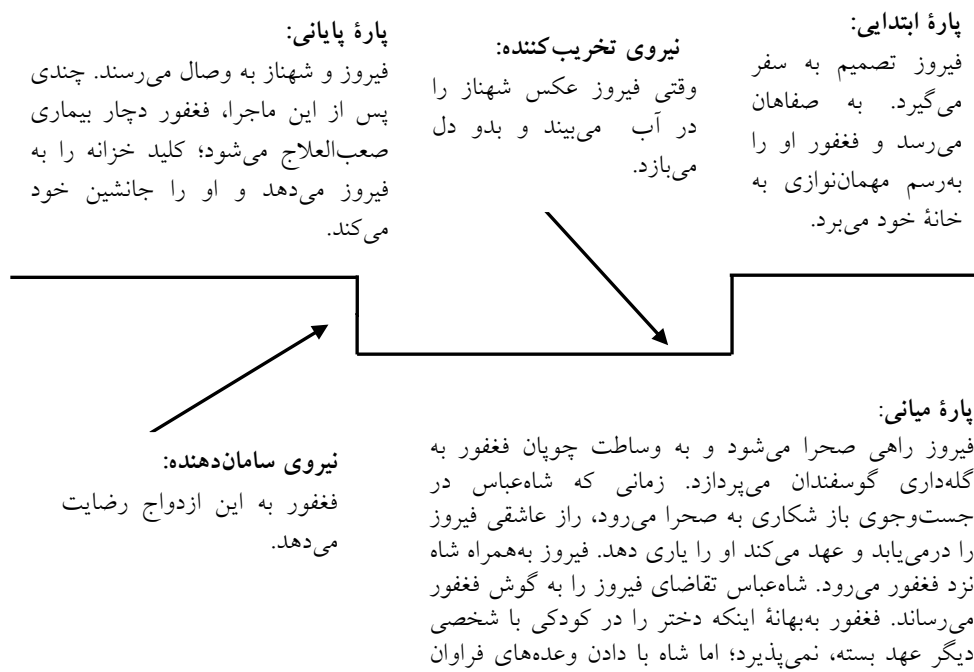 پارۀ ابتدایی:
فیروز تصمیم به سفر
می‌گیرد. به صفاهان
می‌رسد و فغفور او را
به‌رسم مهمان‌نوازی به
خانۀ خود می‌برد.
نیروی تخریب‌کننده:
وقتی فیروز عکس شهناز را
در آب می‌بیند و بدو دل
می‌بازد.
پارۀ پایانی:
فیروز و شهناز به وصال می‌رسند. چندی
پس از این ماجرا، فغفور دچار بیماری
صعب‌العلاج می‌شود؛ کلید خزانه را به
فیروز می‌دهد و او را جانشین خود
می‌کند.
پارۀ میانی:
فیروز راهی صحرا می‌شود و به وساطت چوپان فغفور به
گله‌داری گوسفندان می‌پردازد. زمانی که شاه‌عباس در
جست‌وجوی باز شکاری به صحرا می‌رود، راز عاشقی فیروز
را درمی‌یابد و عهد می‌کند او را یاری دهد. فیروز به‌همراه شاه
نزد فغفور می‌رود. شاه‌عباس تقاضای فیروز را به گوش فغفور
می‌رساند. فغفور به‌بهانۀ اینکه دختر را در کودکی با شخصی
دیگر عهد بسته، نمی‌پذیرد؛ اما شاه با دادن وعده‌های فراوان
نیروی سامان‌دهنده:
فغفور به این ازدواج رضایت
می‌دهد.